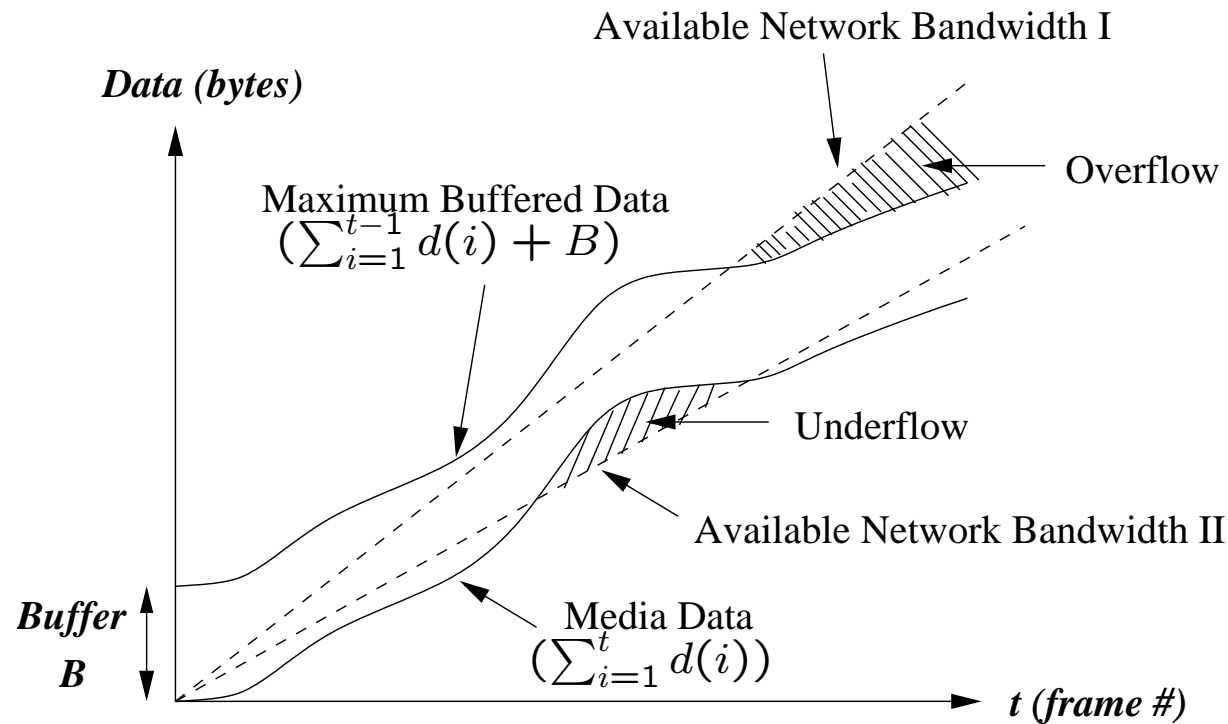 Available Network Bandwidth I
Data (bytes)
Overflow
Maximum Buffered Data
(∑_{i=1}^{t−1} d(i) + B)
Underflow
Available Network Bandwidth II
Buffer
B
Media Data
(∑_{i=1}^{t} d(i))
t (frame #)